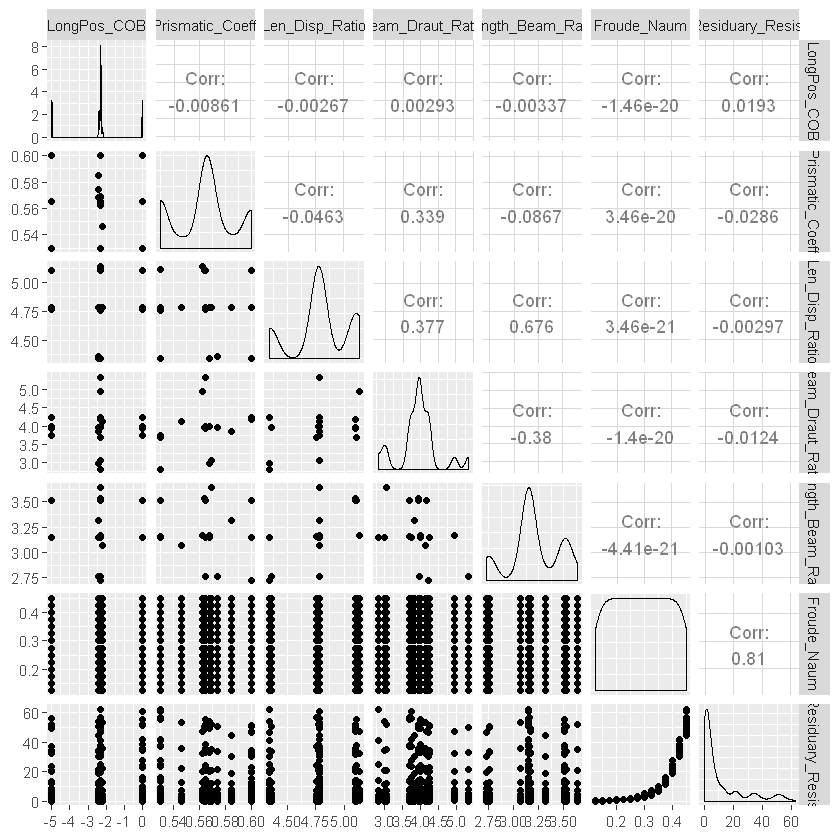 LongPos_COB Prismatic_Coeff Len_Disp_Ratio eam_Draut_Rat ngth_Beam_Ra Froude_Naum Residuary_Resis
8
6
4
2
0
Corr:
-0.00861
Corr:
-0.00267
Corr:
0.00293
Corr:
-0.00337
Corr:
-1.46e-20
Corr:
0.0193
LongPos_COB
0.60
0.58
0.56
0.54
Corr:
-0.0463
Corr:
0.339
Corr:
-0.0867
Corr:
3.46e-20
Corr:
-0.0286
Prismatic_Coeff
5.00
4.75
4.50
Corr:
0.377
Corr:
0.676
Corr:
3.46e-21
Corr:
-0.00297
Len_Disp_Ratio
5.0
4.5
4.0
3.5
3.0
Corr:
-0.38
Corr:
-1.4e-20
Corr:
-0.0124
eam_Draut_Rat
3.50
3.25
3.00
2.75
Corr:
-4.41e-21
Corr:
-0.00103
ngth_Beam_Ra
0.4
0.3
0.2
Corr:
0.81
Froude_Naum
60
40
20
0
Residuary_Resis
-5 -4 -3 -2 -1 0
0.54 0.56 0.58 0.60
4.50 4.75 5.00
3.0 3.5 4.0 4.5 5.0
2.75 3.00 3.25 3.50
0.2 0.3 0.4
0 20 40 60